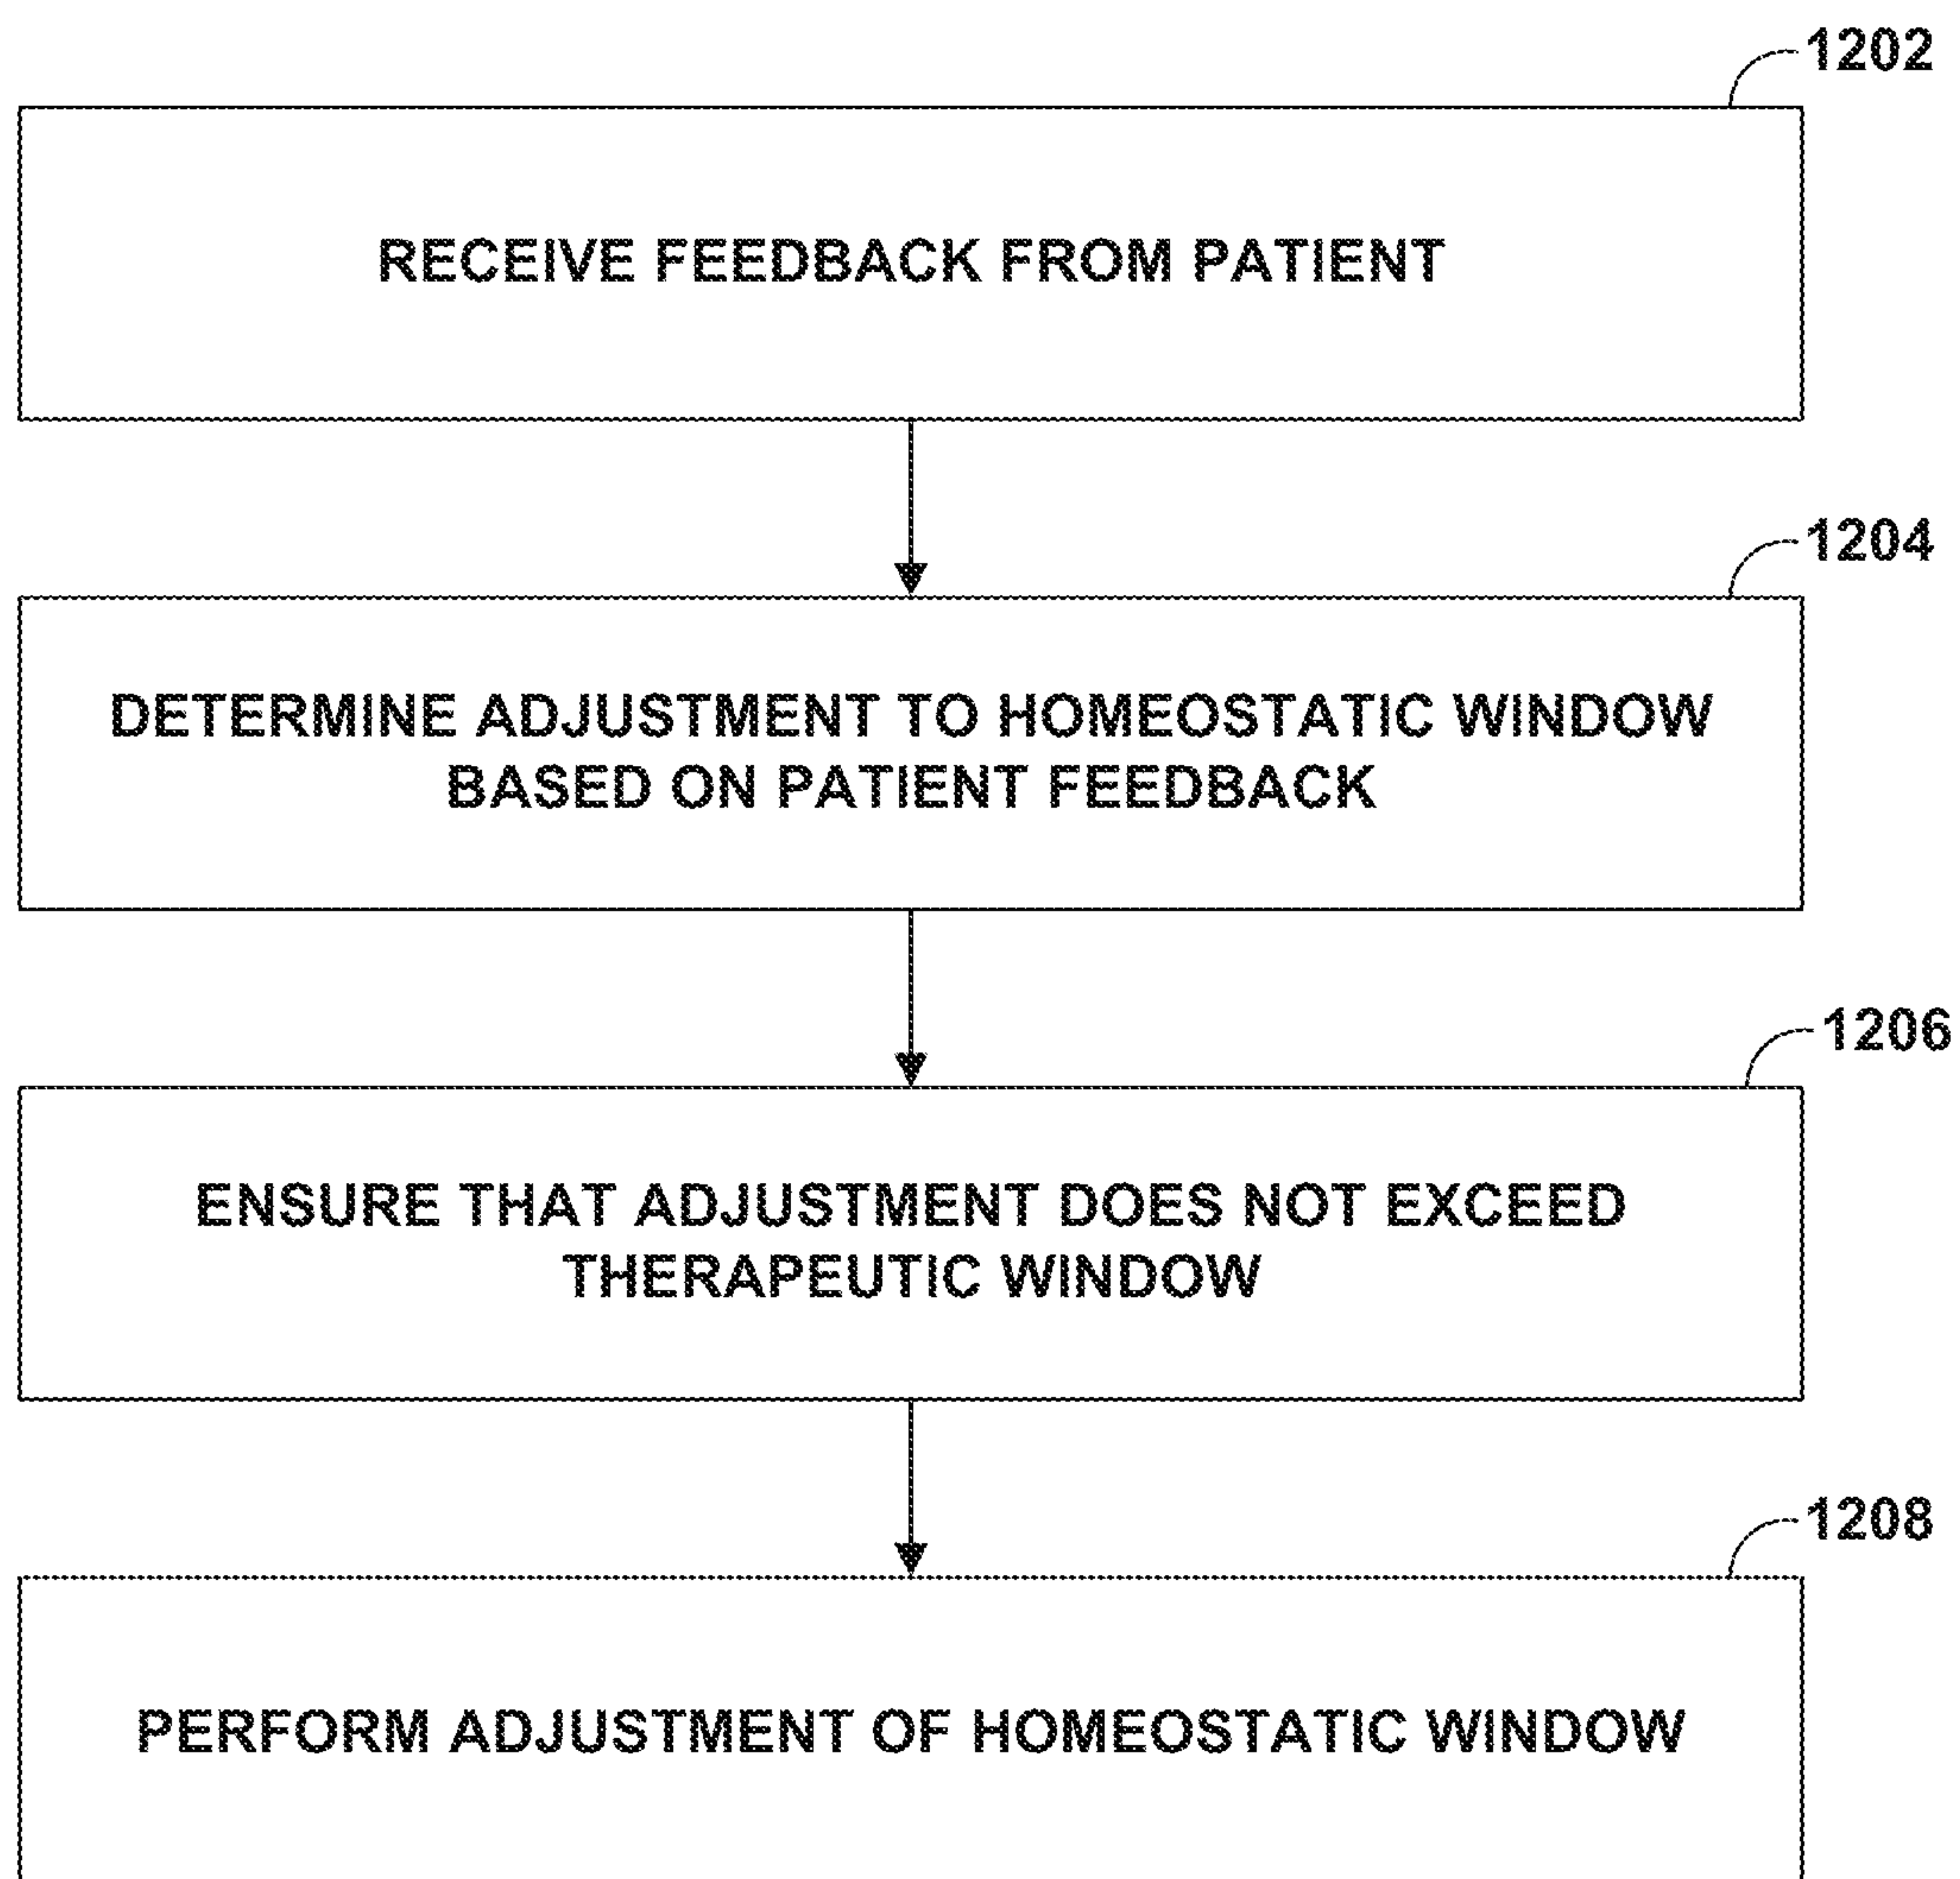 1202
RECEIVE FEEDBACK FROM PATIENT
1204
DETERMINE ADJUSTMENT TO HOMEOSTATIC WINDOW
BASED ON PATIENT FEEDBACK
1206
ENSURE THAT ADJUSTMENT DOES NOT EXCEED
THERAPEUTIC WINDOW
1208
PERFORM ADJUSTMENT OF HOMEOSTATIC WINDOW